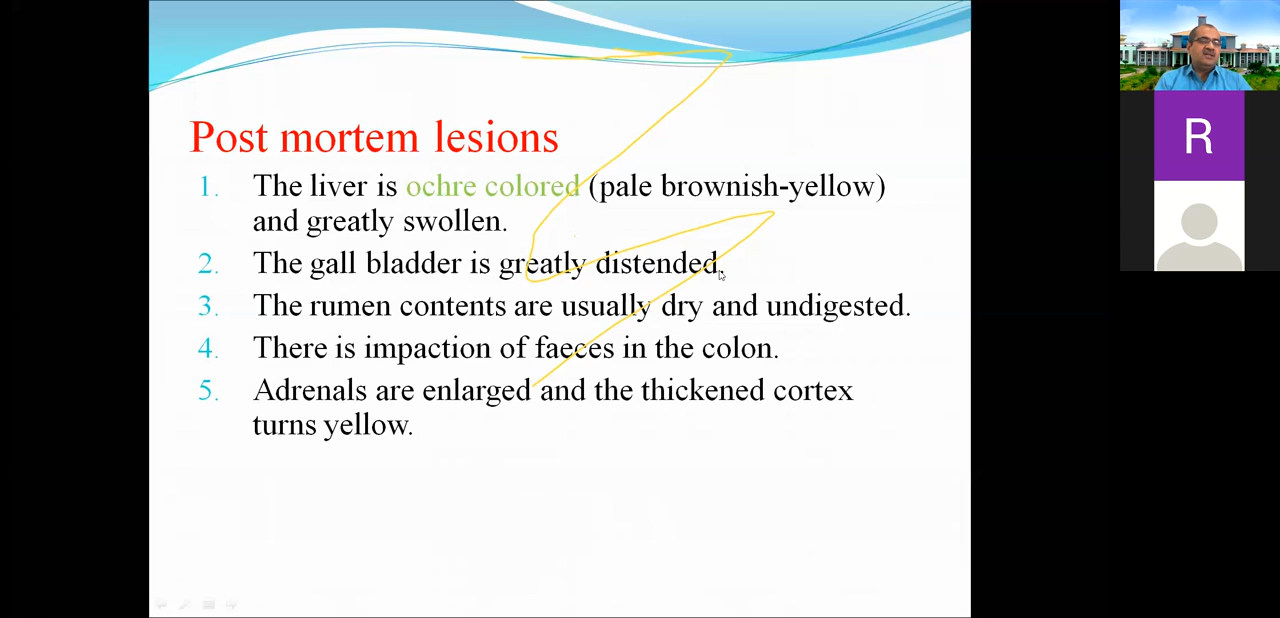 Post mortem lesions
1. The liver is ochre colored (pale brownish-yellow)
and greatly swollen.
2. The gall bladder is greatly distended.
3. The rumen contents are usually dry and undigested.
4. There is impaction of faeces in the colon.
5. Adrenals are enlarged and the thickened cortex
turns yellow.
R